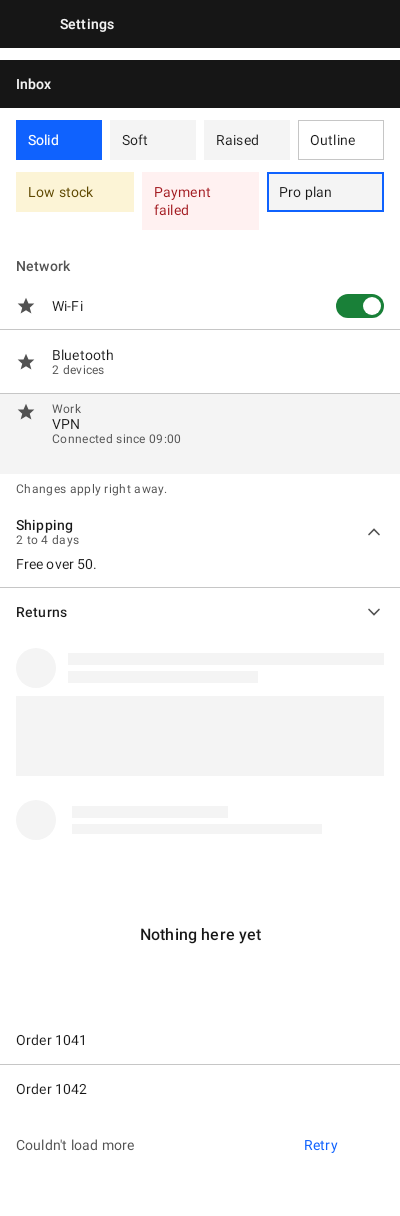 Settings
Inbox
Solid
Soft
Raised
Outline
Low stock
Payment
failed
Pro plan
Network
Wi-Fi
Bluetooth
2 devices
Work
VPN
Connected since 09:00
Changes apply right away.
Shipping
2 to 4 days
Free over 50.
Returns
Nothing here yet
Order 1041
Order 1042
Couldn't load more
Retry